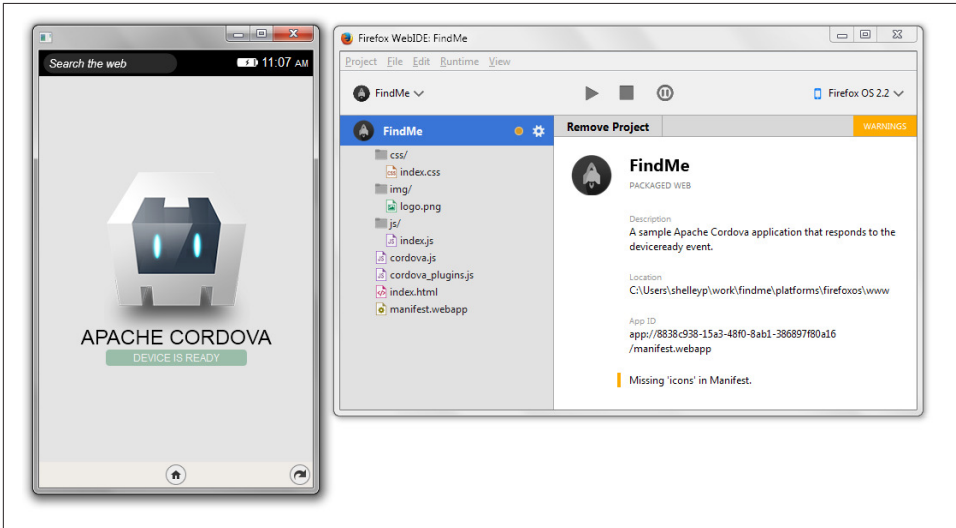 Search the web
11:07 AM
APACHE CORDOVA
DEVICE IS READY
Firefox WebIDE: FindMe
Project File Edit Runtime View
FindMe
Firefox OS 2.2
FindMe
css/
index.css
img/
logo.png
js/
index.js
cordova.js
cordova_plugins.js
index.html
manifest.webapp
Remove Project
WARNINGS
FindMe
PACKAGED WEB
Description
A sample Apache Cordova application that responds to the
deviceready event.
Location
C:\Users\shelleyp\work\findme\platforms\firefoxos\www
App ID
app://8838c938-15a3-48f0-8ab1-386897f80a16
/manifest.webapp
Missing 'icons' in Manifest.